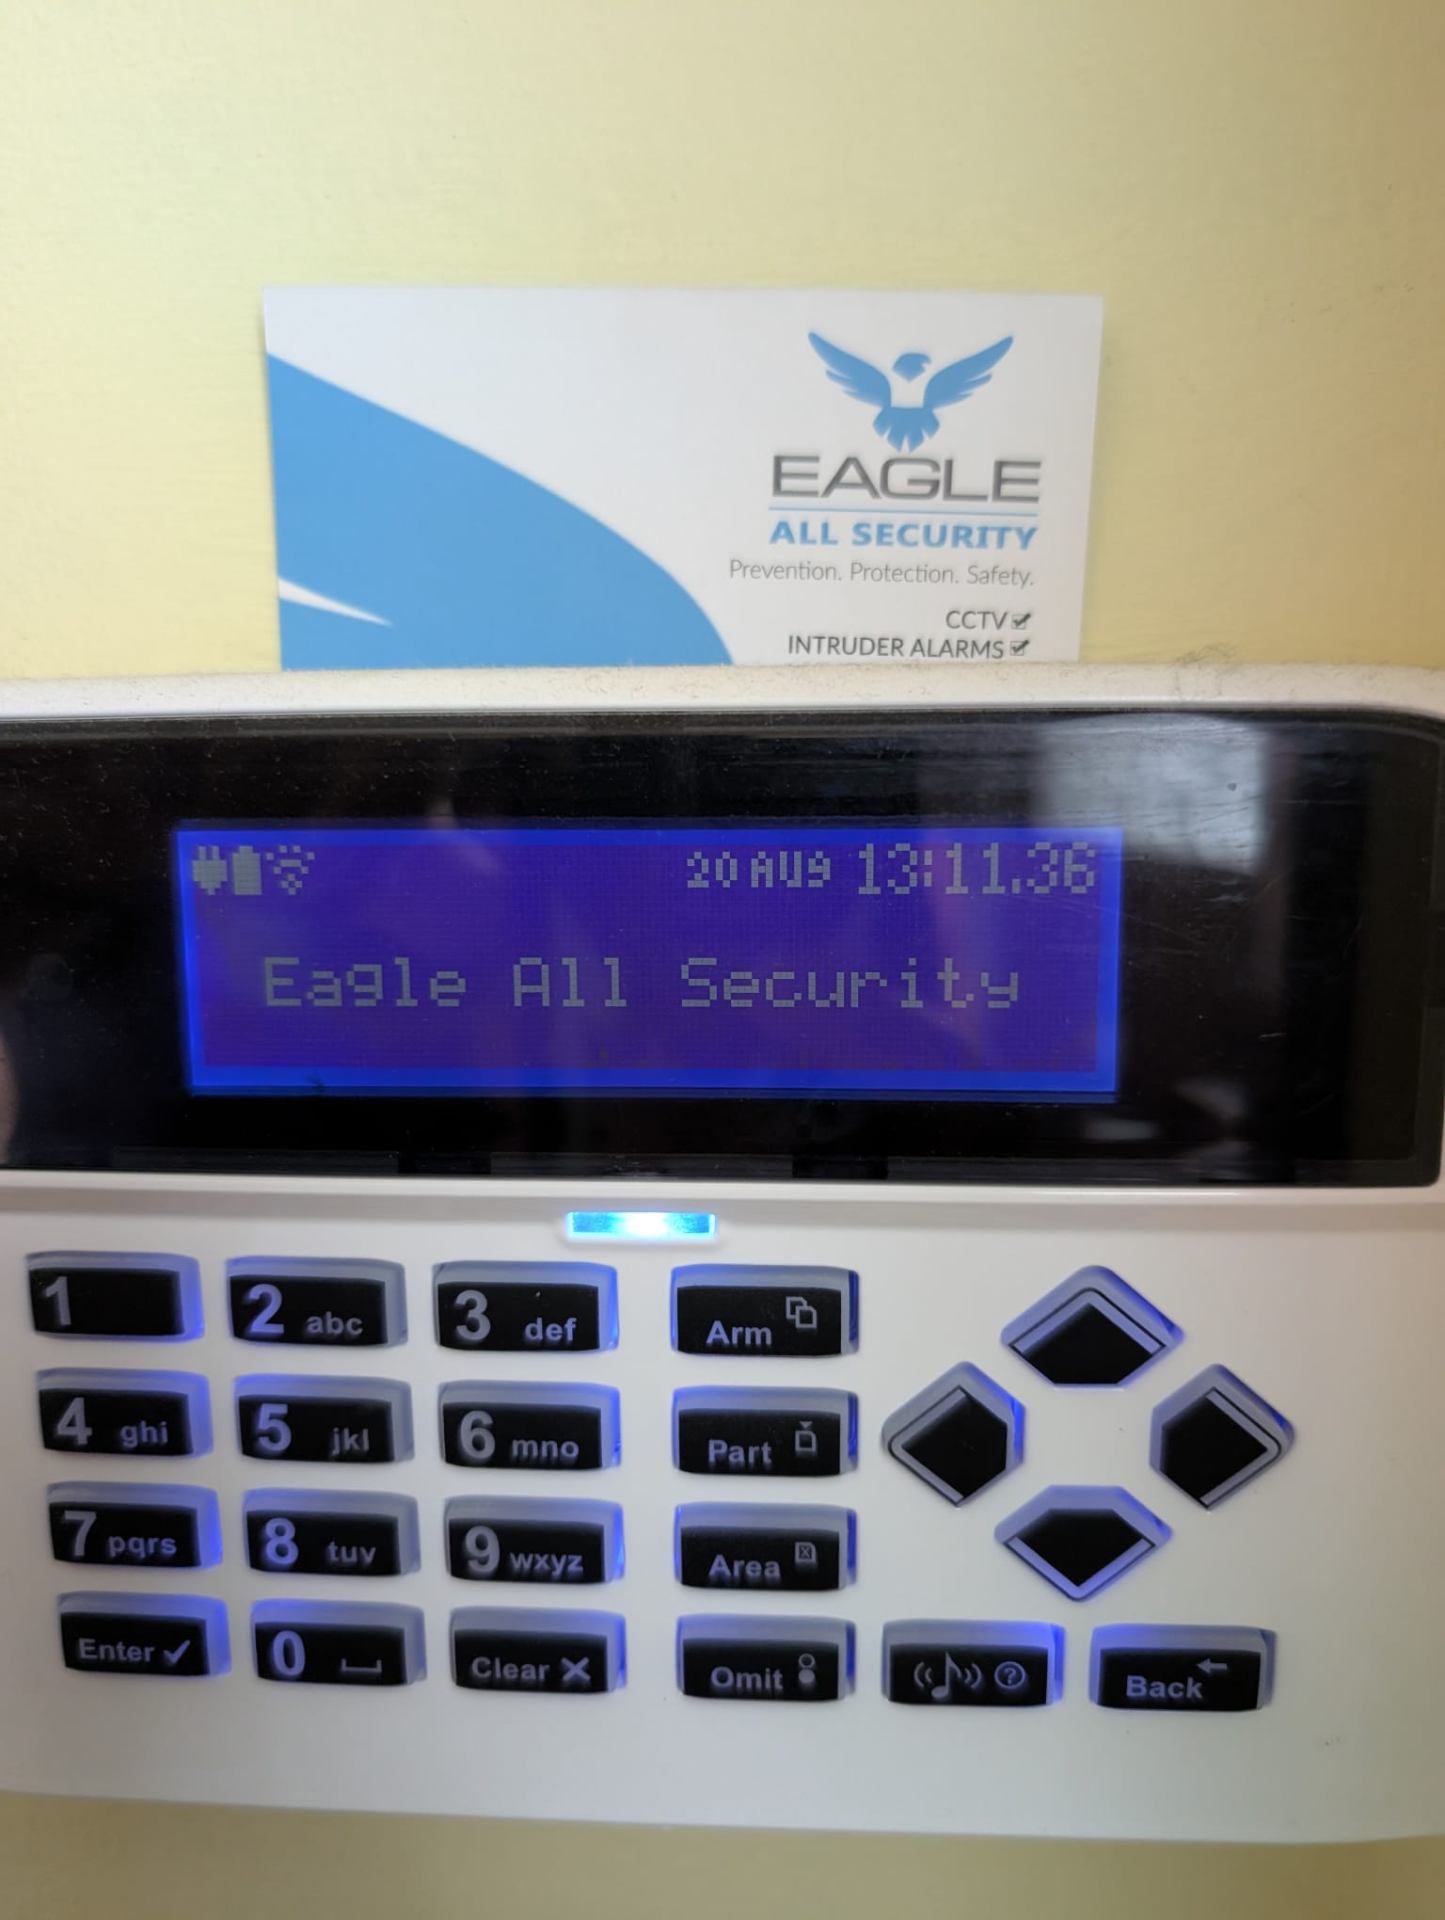 EAGLE
ALL SECURITY
Prevention. Protection. Safety.
CCTV
INTRUDER ALARMS
20 AUG 13:11.36
Eagle All Security
1 2 abc 3 def Arm
4 ghi 5 jkl 6 mno Part
7 pqrs 8 tuv 9 wxyz Area
Enter 0 Clear Omit ? Back